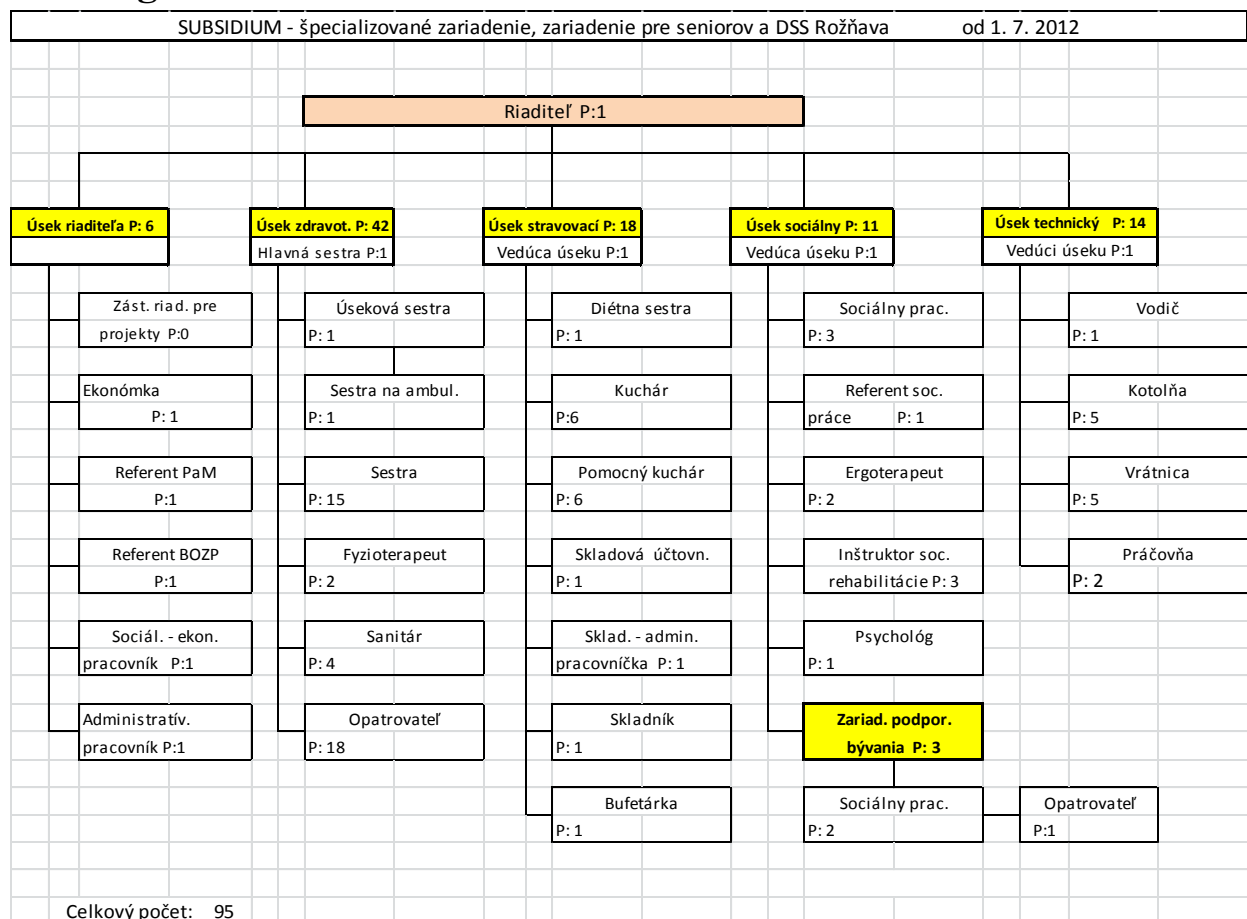 SUBSIDIUM - špecializované zariadenie, zariadenie pre seniorov a DSS Rožňava od 1. 7. 2012
Riaditeľ P:1
Úsek riaditeľa P: 6
Úsek zdravot. P: 42
Hlavná sestra P:1
Úsek stravovací P: 18
Vedúca úseku P:1
Úsek sociálny P: 11
Vedúca úseku P:1
Úsek technický P: 14
Vedúci úseku P:1
Zást. riad. pre
projekty P:0
Ekonómka
P: 1
Referent PaM
P:1
Referent BOZP
P:1
Sociál. - ekon.
pracovník P:1
Administratív.
pracovník P:1
Úseková sestra
P: 1
Sestra na ambul.
P: 1
Sestra
P: 15
Fyzioterapeut
P: 2
Sanitár
P: 4
Opatrovateľ
P: 18
Diétna sestra
P: 1
Kuchár
P:6
Pomocný kuchár
P: 6
Skladová účtovn.
P: 1
Sklad. - admin.
pracovníčka P: 1
Skladník
P: 1
Bufetárka
P: 1
Sociálny prac.
P: 3
Referent soc.
práce P: 1
Ergoterapeut
P: 2
Inštruktor soc.
rehabilitácie P: 3
Psychológ
P: 1
Zariad. podpor.
bývania P: 3
Sociálny prac.
P: 2
Opatrovateľ
P:1
Vodič
P: 1
Kotolňa
P: 5
Vrátnica
P: 5
Práčovňa
P: 2
Celkový počet: 95